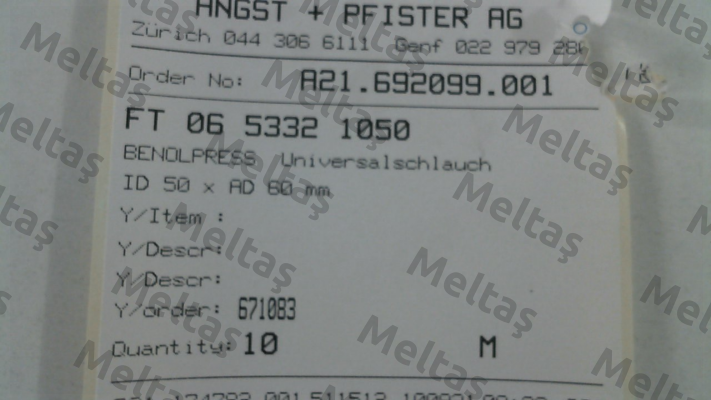 ANGST + PFISTER AG
Zürich 044 306 6111 Genf 022 979 28
Order No: A21.692099.001
FT 06 5332 1050
BENOLPRESS Universalschlauch
ID 50 x AD 60 mm
Y/Item :
Y/Descr:
Y/Descr:
Y/order: 671083
Quantity: 10 M
Meltaş